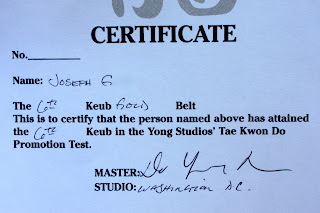 CERTIFICATE
No.
Name: JOSEPH G
The 6th Keub GOLD Belt
This is to certify that the person named above has attained
the 6th Keub in the Yong Studios' Tae Kwon Do
Promotion Test.
MASTER:
STUDIO: WASHINGTON DC.